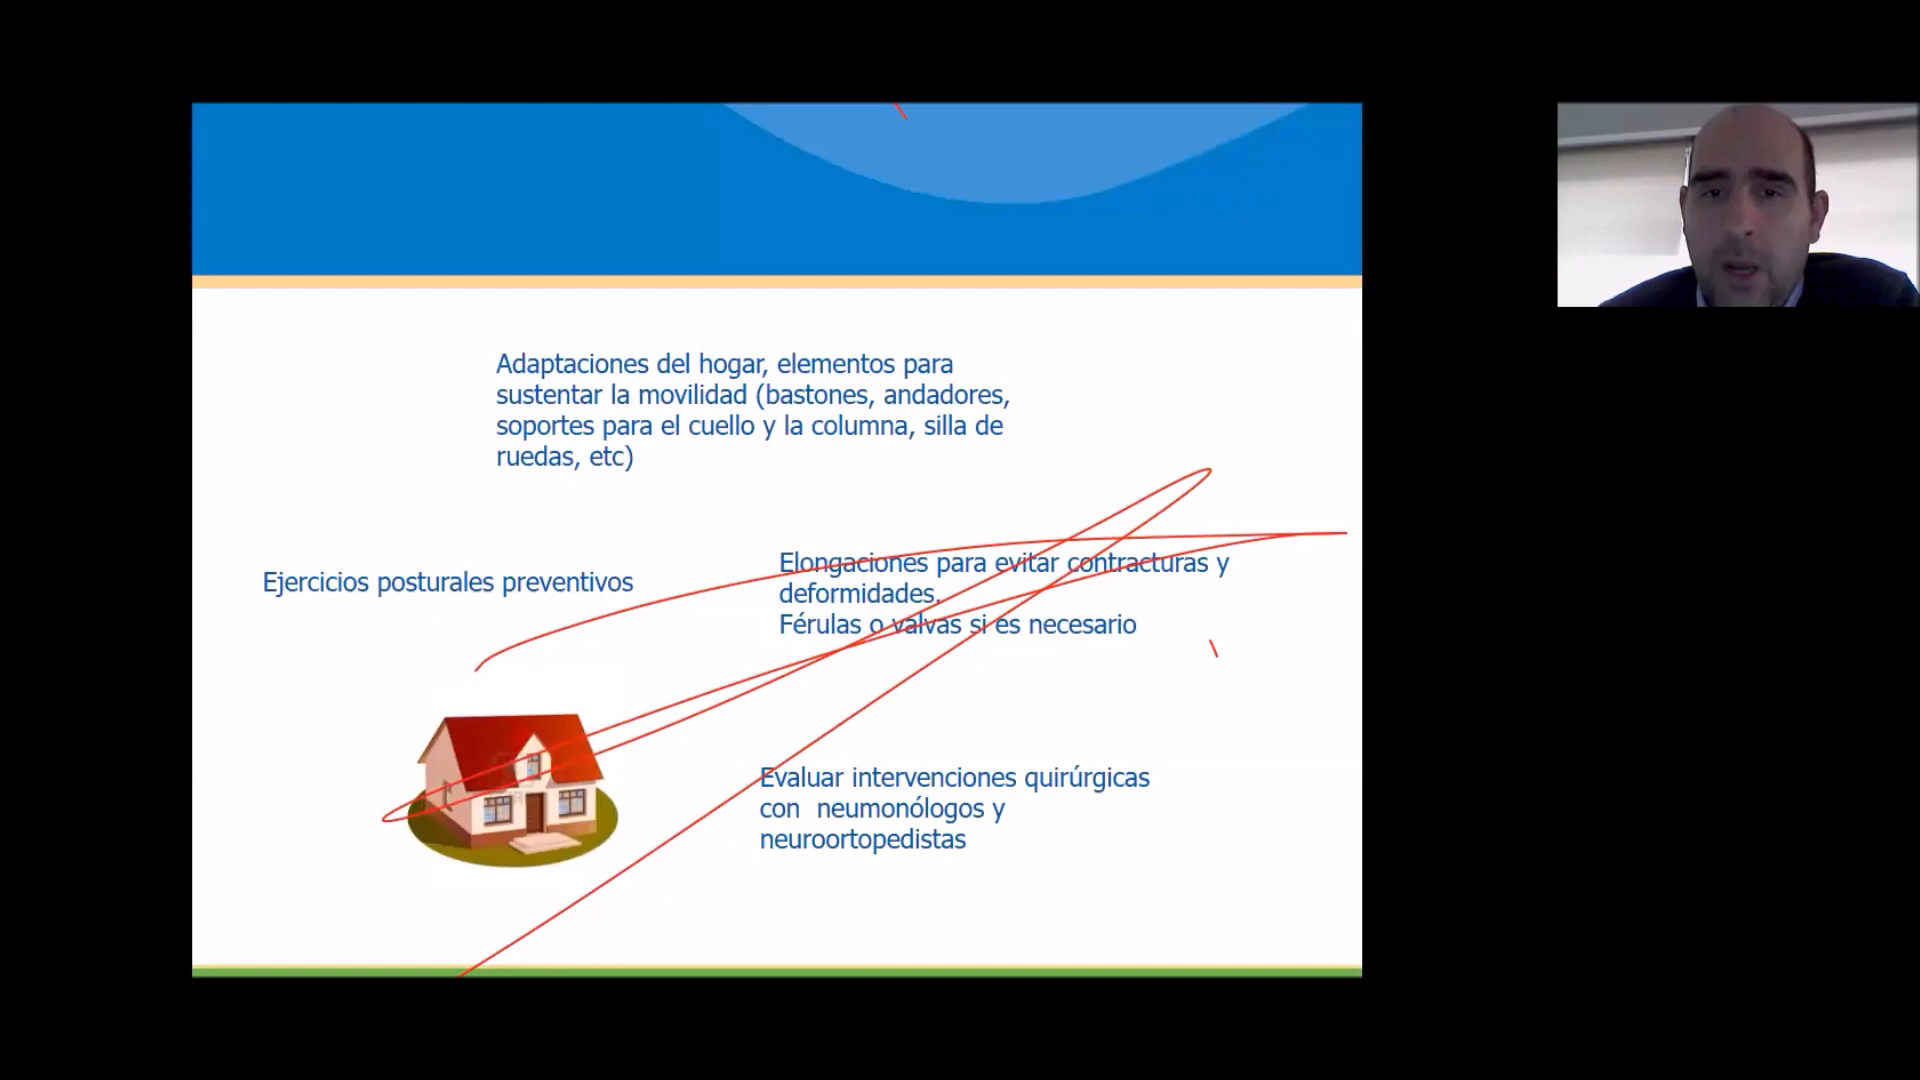 Adaptaciones del hogar, elementos para
sustentar la movilidad (bastones, andadores,
soportes para el cuello y la columna, silla de
ruedas, etc)
Ejercicios posturales preventivos
Elongaciones para evitar contracturas y
deformidades.
Férulas o valvas si es necesario
Evaluar intervenciones quirúrgicas
con  neumonólogos y
neuroortopedistas